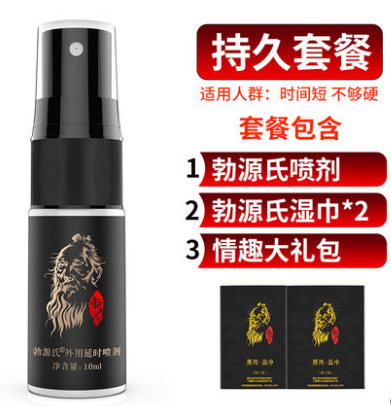 持久套餐
适用人群：时间短 不够硬
套餐包含
1 勃源氏喷剂
2 勃源氏湿巾*2
3 情趣大礼包
勃源氏®外用延时喷剂
净含量：10ml
男用·湿巾
男用·湿巾